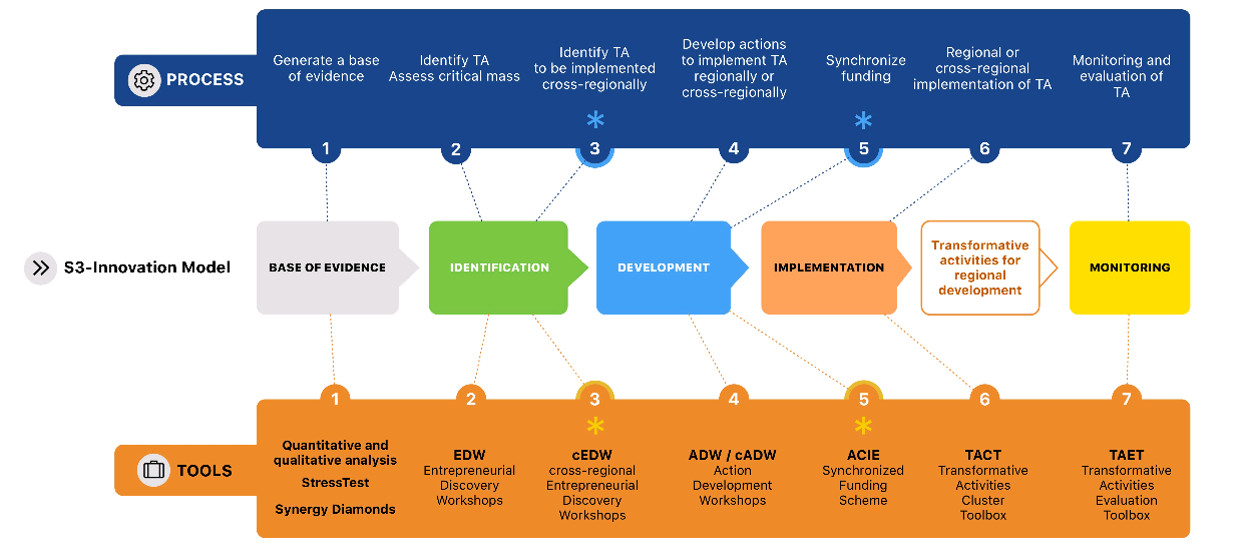 PROCESS
Generate a base
of evidence
Identify TA
Assess critical mass
Identify TA
to be implemented
cross-regionally
*
Develop actions
to implement TA
regionally or
cross-regionally
Synchronize
funding
*
Regional or
cross-regional
implementation of TA
Monitoring and
evaluation of
TA
1
2
3
4
5
6
7
S3-Innovation Model
BASE OF EVIDENCE
IDENTIFICATION
DEVELOPMENT
IMPLEMENTATION
Transformative
activities for
regional
development
MONITORING
TOOLS
1
Quantitative and
qualitative analysis
StressTest
Synergy Diamonds
2
EDW
Entrepreneurial
Discovery
Workshops
3
*
cEDW
cross-regional
Entrepreneurial
Discovery
Workshops
4
ADW / cADW
Action
Development
Workshops
5
*
ACIE
Synchronized
Funding
Scheme
6
TACT
Transformative
Activities
Cluster
Toolbox
7
TAET
Transformative
Activities
Evaluation
Toolbox